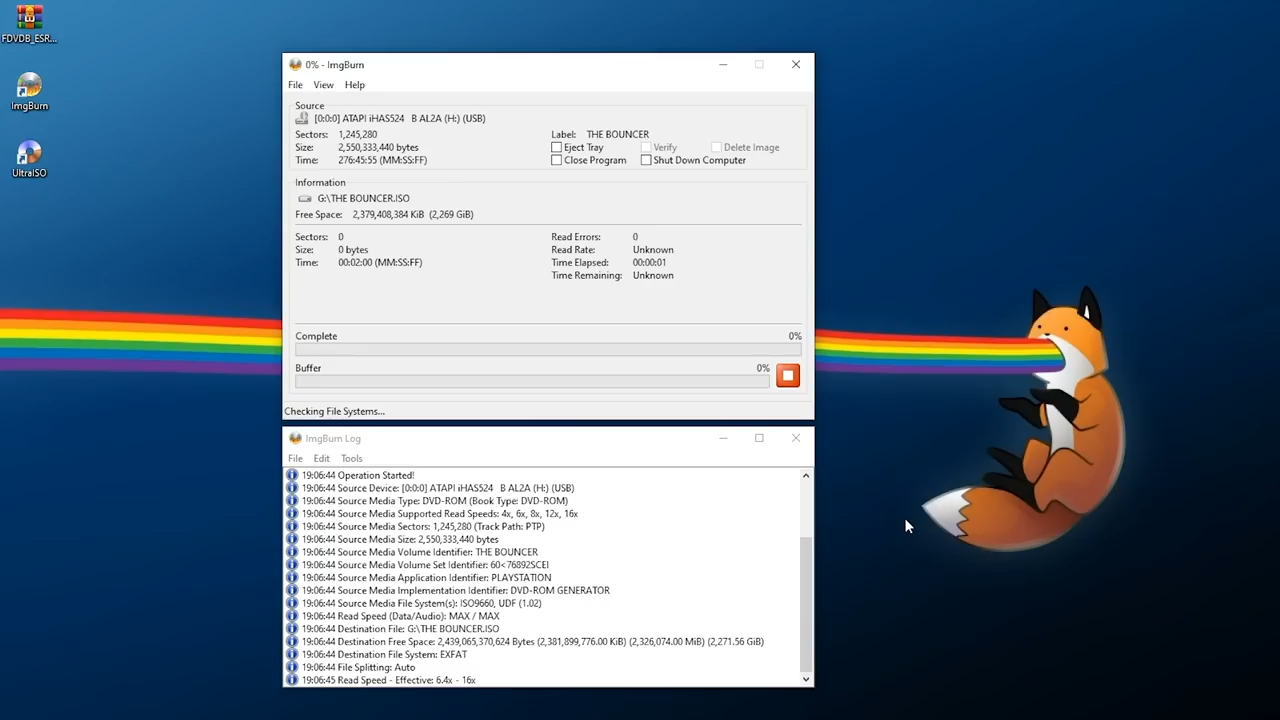 FDVDB_ESR...
ImgBurn
UltraISO
0% - ImgBurn
File View Help
Source
[0:0:0] ATAPI iHAS524 B AL2A (H:) (USB)
Sectors: 1,245,280
Size: 2,550,333,440 bytes
Time: 276:45:55 (MM:SS:FF)
Label: THE BOUNCER
Eject Tray Verify Delete Image
Close Program Shut Down Computer
Information
G:\THE BOUNCER.ISO
Free Space: 2,379,408,384 KiB (2,269 GiB)
Sectors: 0
Size: 0 bytes
Time: 00:02:00 (MM:SS:FF)
Read Errors: 0
Read Rate: Unknown
Time Elapsed: 00:00:01
Time Remaining: Unknown
Complete 0%
Buffer 0%
Checking File Systems...
ImgBurn Log
File Edit Tools
19:06:44 Operation Started!
19:06:44 Source Device: [0:0:0] ATAPI iHAS524 B AL2A (H:) (USB)
19:06:44 Source Media Type: DVD-ROM (Book Type: DVD-ROM)
19:06:44 Source Media Supported Read Speeds: 4x, 6x, 8x, 12x, 16x
19:06:44 Source Media Sectors: 1,245,280 (Track Path: PTP)
19:06:44 Source Media Size: 2,550,333,440 bytes
19:06:44 Source Media Volume Identifier: THE BOUNCER
19:06:44 Source Media Volume Set Identifier: 60<76892SCEI
19:06:44 Source Media Application Identifier: PLAYSTATION
19:06:44 Source Media Implementation Identifier: DVD-ROM GENERATOR
19:06:44 Source Media File System(s): ISO9660, UDF (1.02)
19:06:44 Read Speed (Data/Audio): MAX / MAX
19:06:44 Destination File: G:\THE BOUNCER.ISO
19:06:44 Destination Free Space: 2,439,065,370,624 Bytes (2,381,899,776.00 KiB) (2,326,074.00 MiB) (2,271.56 GiB)
19:06:44 Destination File System: EXFAT
19:06:44 File Splitting: Auto
19:06:45 Read Speed - Effective: 6.4x - 16x